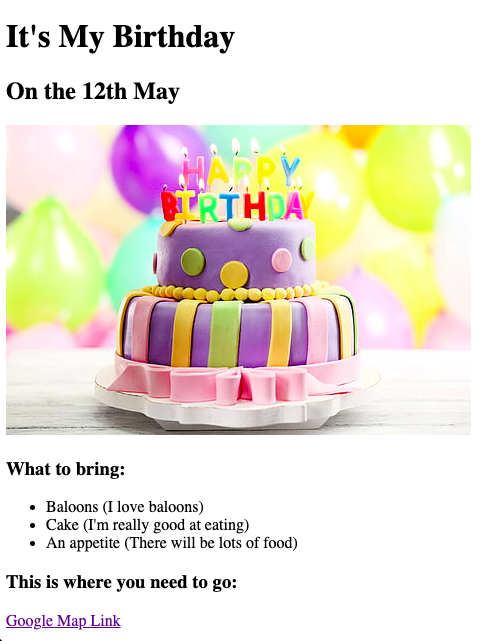 It's My Birthday
On the 12th May
HAPPY
BIRTHDAY
What to bring:
Baloons (I love baloons)
Cake (I'm really good at eating)
An appetite (There will be lots of food)
This is where you need to go:
Google Map Link